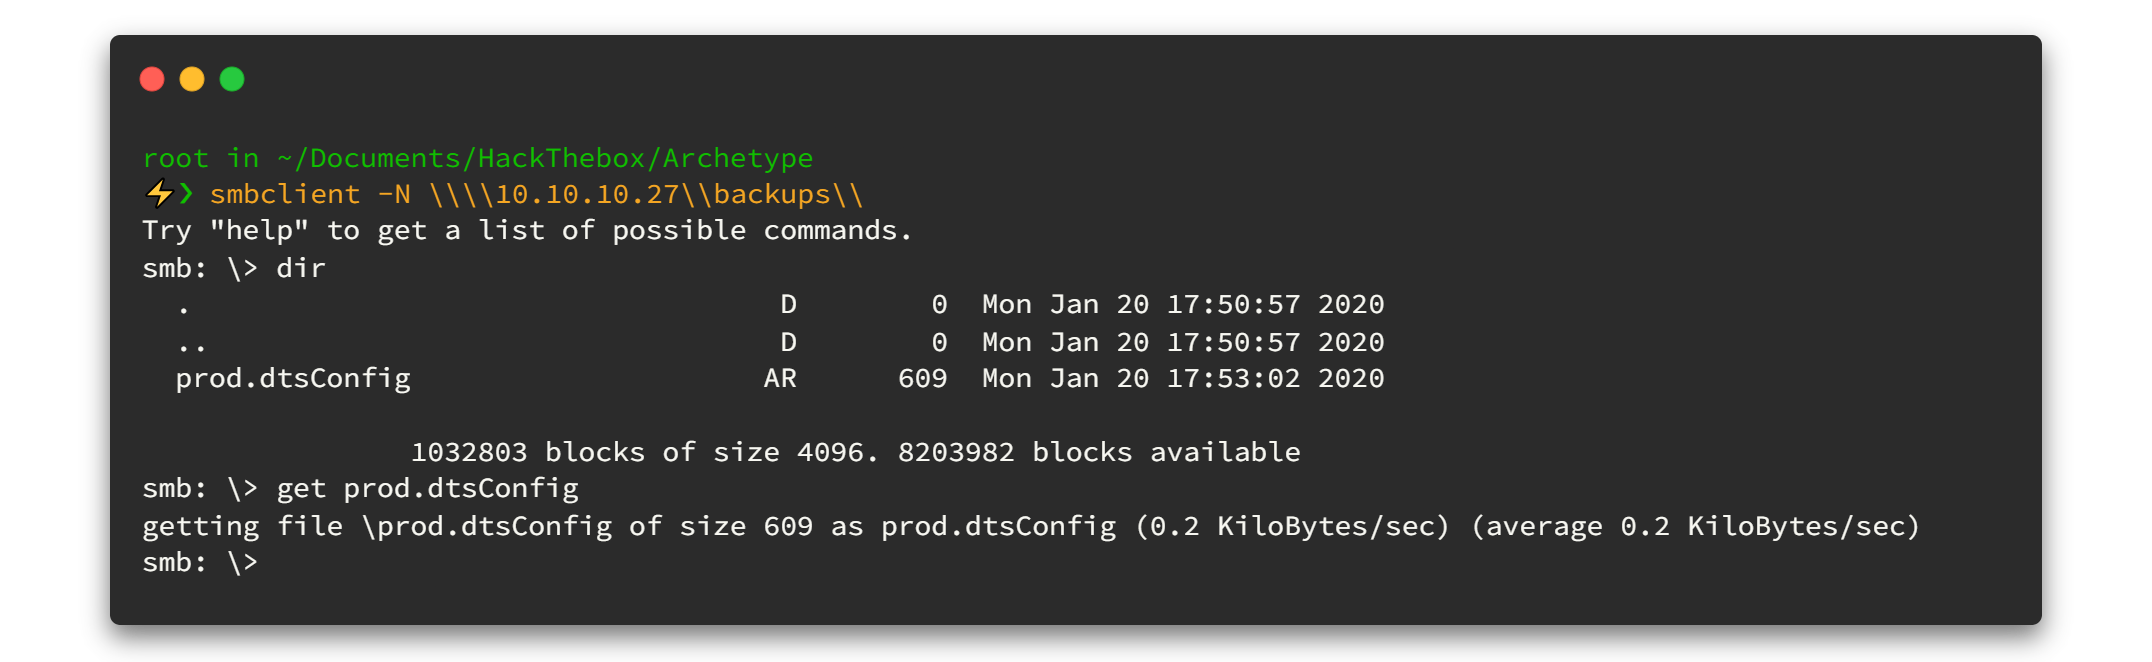 root in ~/Documents/HackThebox/Archetype
⚡❯ smbclient -N \\\\10.10.10.27\\backups\\
Try "help" to get a list of possible commands.
smb: \> dir
  .                                   D        0  Mon Jan 20 17:50:57 2020
  ..                                  D        0  Mon Jan 20 17:50:57 2020
  prod.dtsConfig                     AR      609  Mon Jan 20 17:53:02 2020
                1032803 blocks of size 4096. 8203982 blocks available
smb: \> get prod.dtsConfig
getting file \prod.dtsConfig of size 609 as prod.dtsConfig (0.2 KiloBytes/sec) (average 0.2 KiloBytes/sec)
smb: \>